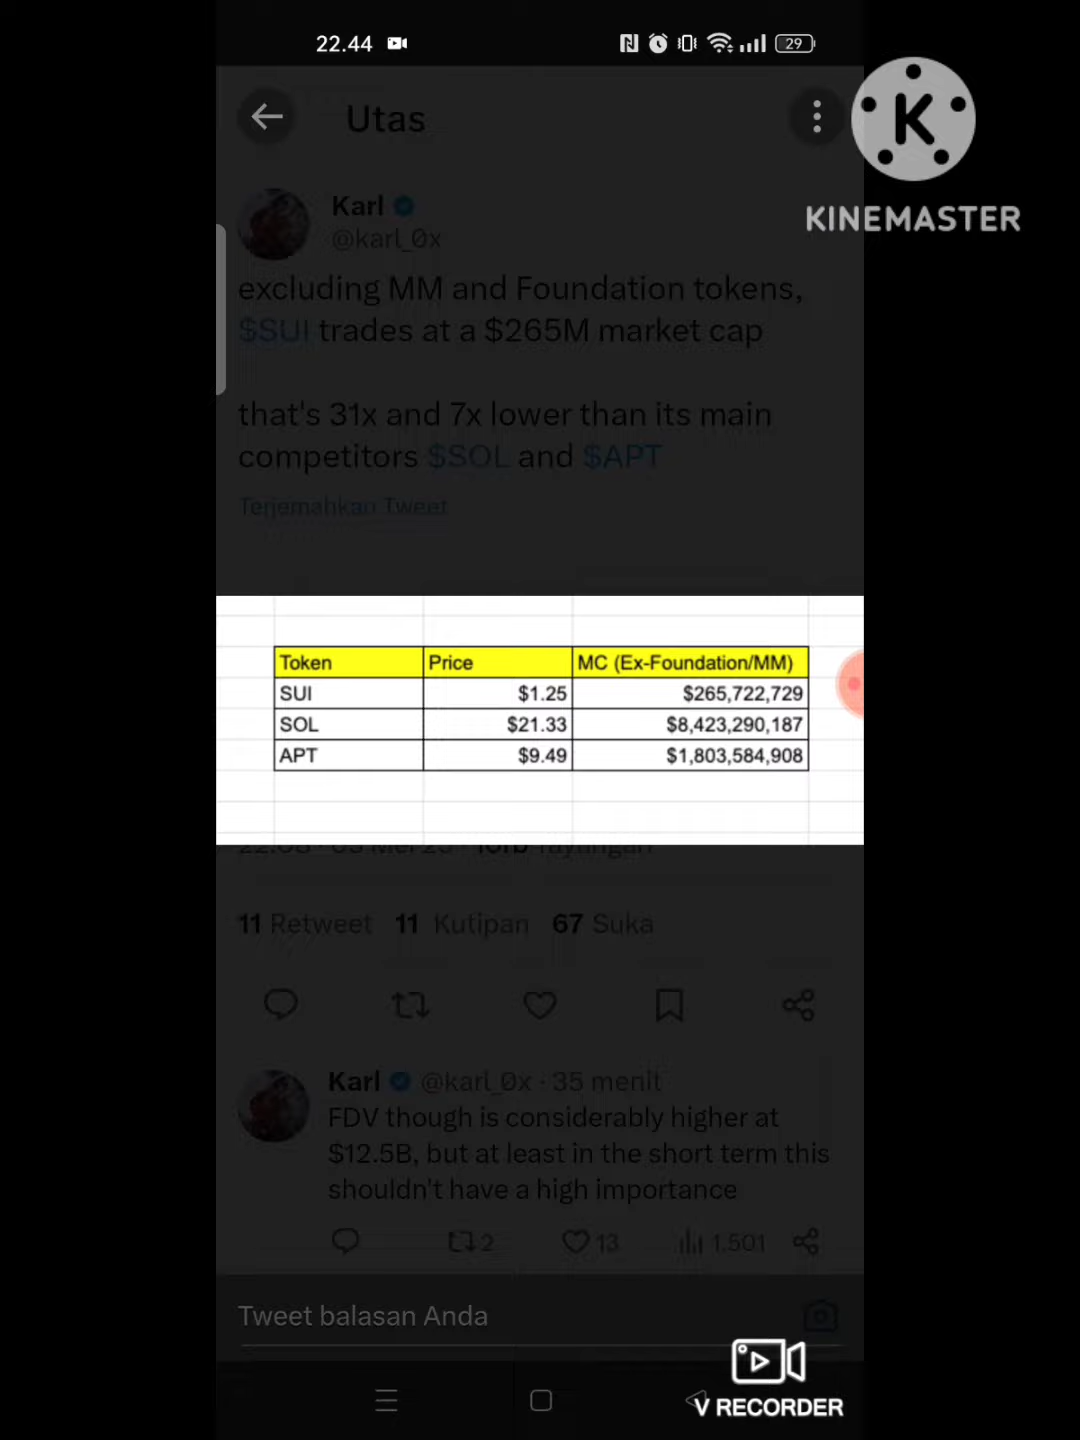 22.44
29
Utas
K
KINEMASTER
Karl
@karl_0x
excluding MM and Foundation tokens,
$SUI trades at a $265M market cap
that's 31x and 7x lower than its main
competitors $SOL and $APT
Terjemahkan Tweet
Token Price MC (Ex-Foundation/MM)
SUI $1.25 $265,722,729
SOL $21.33 $8,423,290,187
APT $9.49 $1,803,584,908
11 Retweet 11 Kutipan 67 Suka
Karl @karl_0x · 35 menit
FDV though is considerably higher at
$12.5B, but at least in the short term this
shouldn't have a high importance
2 13 1.501
Tweet balasan Anda
V RECORDER